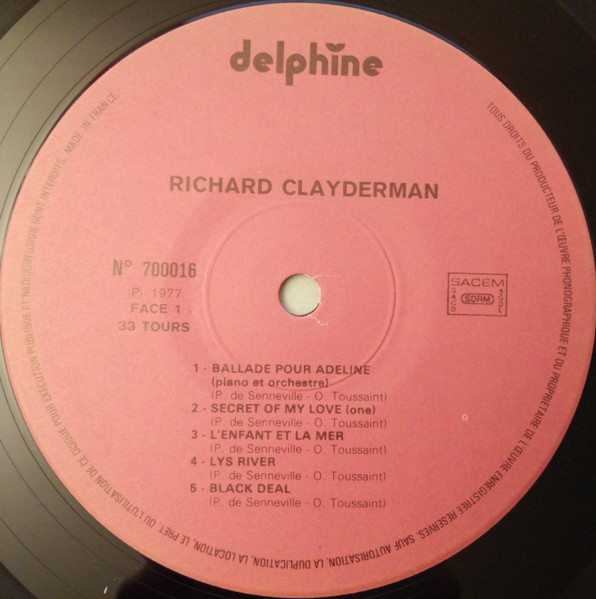 delphine
RICHARD CLAYDERMAN
N° 700016
P. 1977
FACE 1
33 TOURS
SACEM
SACD
SDRM
SGDL
1 - BALLADE POUR ADELINE
(piano et orchestre)
(P. de Senneville - O. Toussaint)
2 - SECRET OF MY LOVE (one)
(P. de Senneville - O. Toussaint)
3 - L'ENFANT ET LA MER
(P. de Senneville - O. Toussaint)
4 - LYS RIVER
(P. de Senneville - O. Toussaint)
5 - BLACK DEAL
(P. de Senneville - O. Toussaint)
TOUS DROITS DU PRODUCTEUR DE L'ŒUVRE PHONOGRAPHIQUE ET DU PROPRIETAIRE DE L'ŒUVRE ENREGISTREE RESERVES. SAUF AUTORISATION, LA DUPLICATION, LA LOCATION, LE PRET, OU L'UTILISATION DE CE DISQUE POUR EXECUTION PUBLIQUE ET RADIODIFFUSION SONT INTERDITS. MADE IN FRANCE